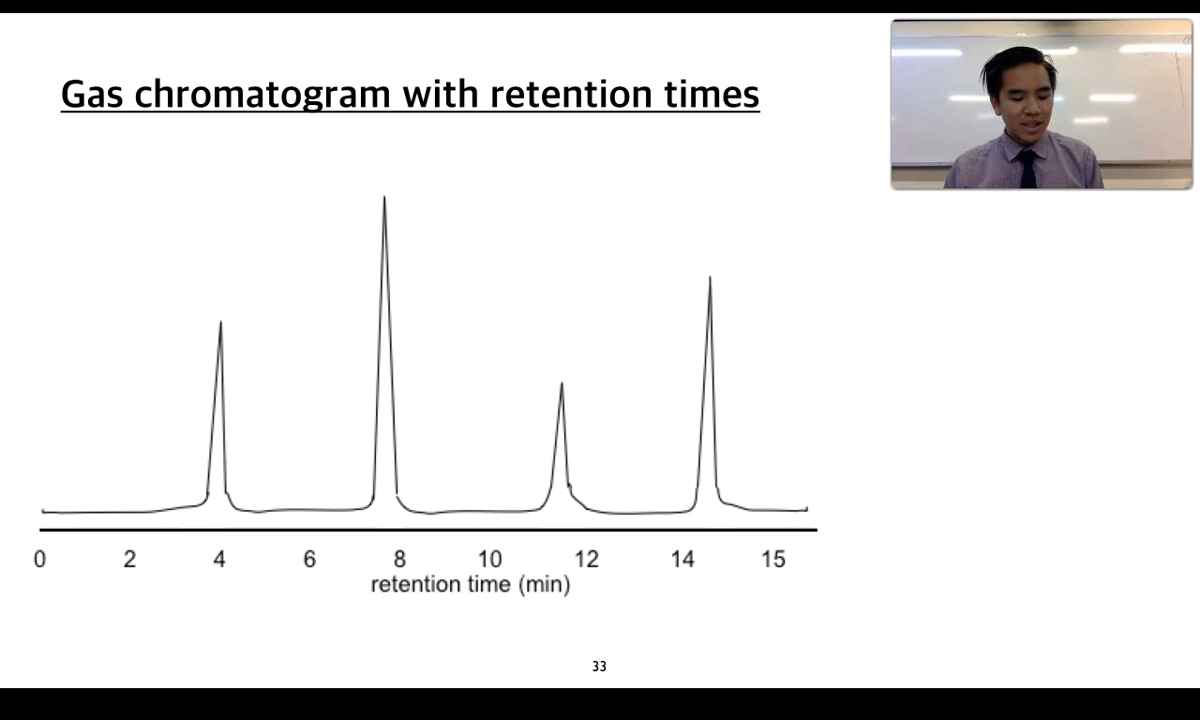 Gas chromatogram with retention times
0 2 4 6 8 10 12 14 15
retention time (min)
33